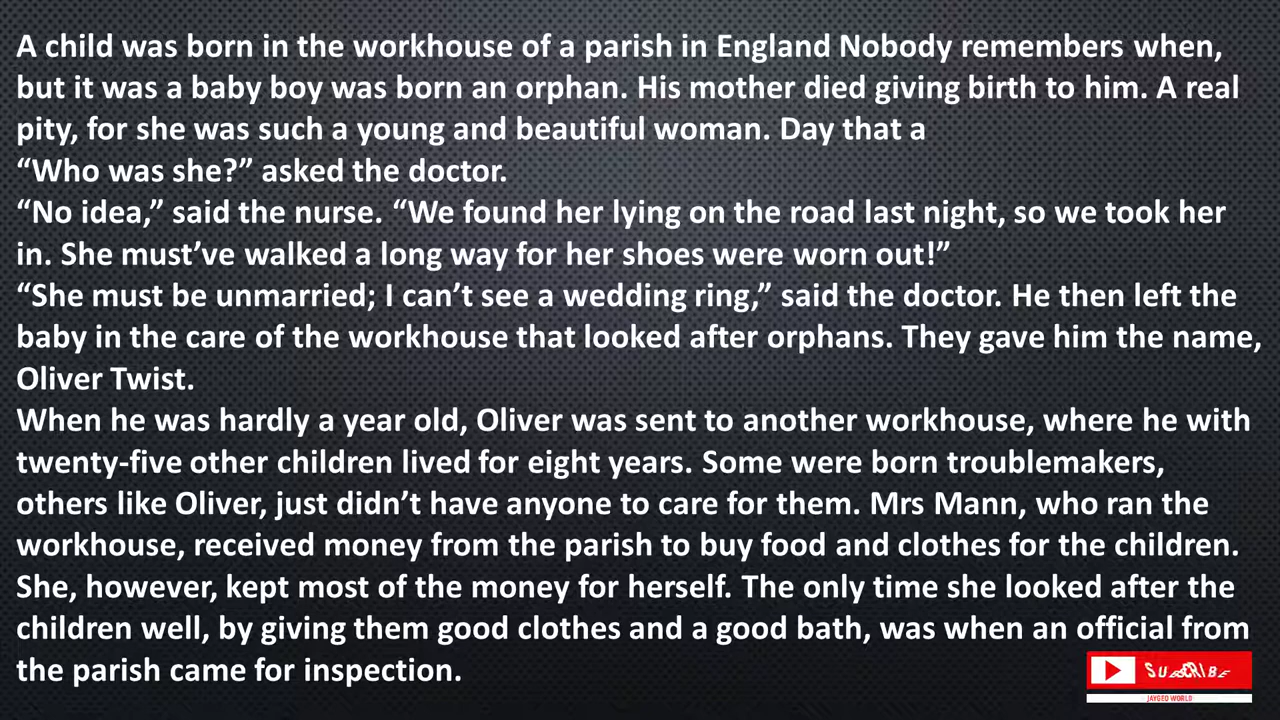 A child was born in the workhouse of a parish in England Nobody remembers when,
but it was a baby boy was born an orphan. His mother died giving birth to him. A real
pity, for she was such a young and beautiful woman. Day that a
“Who was she?” asked the doctor.
“No idea,” said the nurse. “We found her lying on the road last night, so we took her
in. She must’ve walked a long way for her shoes were worn out!”
“She must be unmarried; I can’t see a wedding ring,” said the doctor. He then left the
baby in the care of the workhouse that looked after orphans. They gave him the name,
Oliver Twist.
When he was hardly a year old, Oliver was sent to another workhouse, where he with
twenty-five other children lived for eight years. Some were born troublemakers,
others like Oliver, just didn’t have anyone to care for them. Mrs Mann, who ran the
workhouse, received money from the parish to buy food and clothes for the children.
She, however, kept most of the money for herself. The only time she looked after the
children well, by giving them good clothes and a good bath, was when an official from
the parish came for inspection.
SUBSCRIBE
JAYGEO WORLD